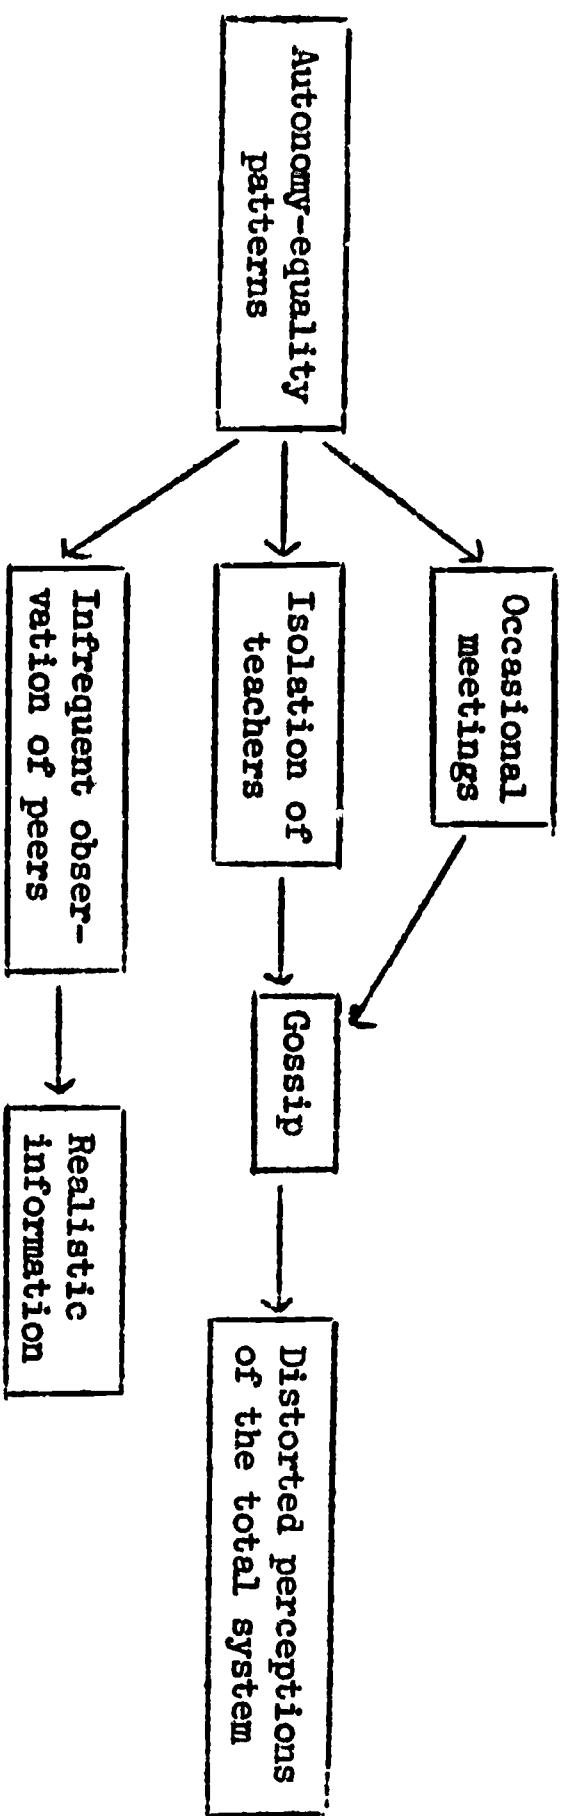 Autonomy-equality
patterns
Occasional
meetings
Isolation of
teachers
Gossip
Distorted perceptions
of the total system
Infrequent obser-
vation of peers
Realistic
information